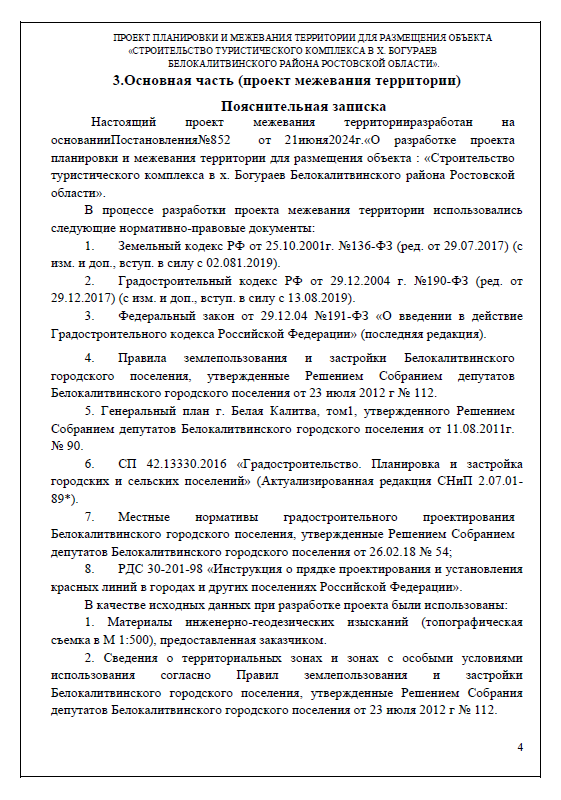 ПРОЕКТ ПЛАНИРОВКИ И МЕЖЕВАНИЯ ТЕРРИТОРИИ ДЛЯ РАЗМЕЩЕНИЯ ОБЪЕКТА
«СТРОИТЕЛЬСТВО ТУРИСТИЧЕСКОГО КОМПЛЕКСА В Х. БОГУРАЕВ
БЕЛОКАЛИТВИНСКОГО РАЙОНА РОСТОВСКОЙ ОБЛАСТИ».
3.Основная часть (проект межевания территории)
Пояснительная записка
Настоящий проект межевания территорииразработан на
основанииПостановления№852 от 21июня2024г.«О разработке проекта
планировки и межевания территории для размещения объекта : «Строительство
туристического комплекса в х. Богураев Белокалитвинского района Ростовской
области».
В процессе разработки проекта межевания территории использовались
следующие нормативно-правовые документы:
1. Земельный кодекс РФ от 25.10.2001г. №136-ФЗ (ред. от 29.07.2017) (с
изм. и доп., вступ. в силу с 02.081.2019).
2. Градостроительный кодекс РФ от 29.12.2004 г. №190-ФЗ (ред. от
29.12.2017) (с изм. и доп., вступ. в силу с 13.08.2019).
3. Федеральный закон от 29.12.04 №191-ФЗ «О введении в действие
Градостроительного кодекса Российской Федерации» (последняя редакция).
4. Правила землепользования и застройки Белокалитвинского
городского поселения, утвержденные Решением Собранием депутатов
Белокалитвинского городского поселения от 23 июля 2012 г № 112.
5. Генеральный план г. Белая Калитва, том1, утвержденного Решением
Собранием депутатов Белокалитвинского городского поселения от 11.08.2011г.
№ 90.
6. СП 42.13330.2016 «Градостроительство. Планировка и застройка
городских и сельских поселений» (Актуализированная редакция СНиП 2.07.01-
89*).
7. Местные нормативы градостроительного проектирования
Белокалитвинского городского поселения, утвержденные Решением Собранием
депутатов Белокалитвинского городского поселения от 26.02.18 № 54;
8. РДС 30-201-98 «Инструкция о прядке проектирования и установления
красных линий в городах и других поселениях Российской Федерации».
В качестве исходных данных при разработке проекта были использованы:
1. Материалы инженерно-геодезических изысканий (топографическая
съемка в М 1:500), предоставленная заказчиком.
2. Сведения о территориальных зонах и зонах с особыми условиями
использования согласно Правил землепользования и застройки
Белокалитвинского городского поселения, утвержденные Решением Собрания
депутатов Белокалитвинского городского поселения от 23 июля 2012 г № 112.
4